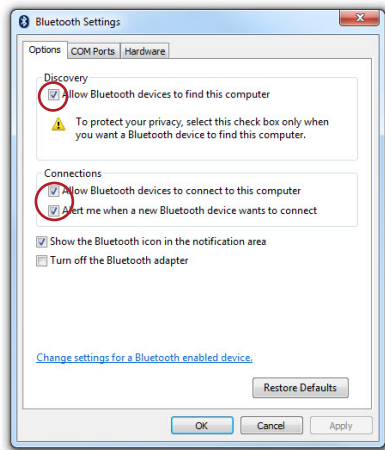 Bluetooth Settings
Options COM Ports Hardware
Discovery
Allow Bluetooth devices to find this computer
To protect your privacy, select this check box only when
you want a Bluetooth device to find this computer.
Connections
Allow Bluetooth devices to connect to this computer
Alert me when a new Bluetooth device wants to connect
Show the Bluetooth icon in the notification area
Turn off the Bluetooth adapter
Change settings for a Bluetooth enabled device.
Restore Defaults
OK Cancel Apply